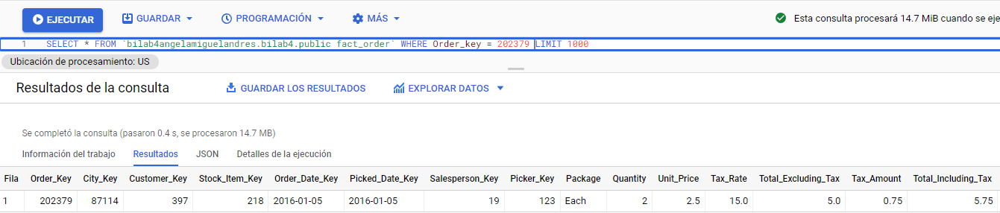 EJECUTAR GUARDAR PROGRAMACIÓN MÁS Esta consulta procesará 14.7 MiB cuando se eje
1 SELECT * FROM `bilab4angelamiguelandres.bilab4.public_fact_order` WHERE Order_key = 202379 LIMIT 1000
Ubicación de procesamiento: US
Resultados de la consulta GUARDAR LOS RESULTADOS EXPLORAR DATOS
Se completó la consulta (pasaron 0.4 s, se procesaron 14.7 MB)
Información del trabajo Resultados JSON Detalles de la ejecución
Fila Order_Key City_Key Customer_Key Stock_Item_Key Order_Date_Key Picked_Date_Key Salesperson_Key Picker_Key Package Quantity Unit_Price Tax_Rate Total_Excluding_Tax Tax_Amount Total_Including_Tax
1 202379 87114 397 218 2016-01-05 2016-01-05 19 123 Each 2 2.5 15.0 5.0 0.75 5.75